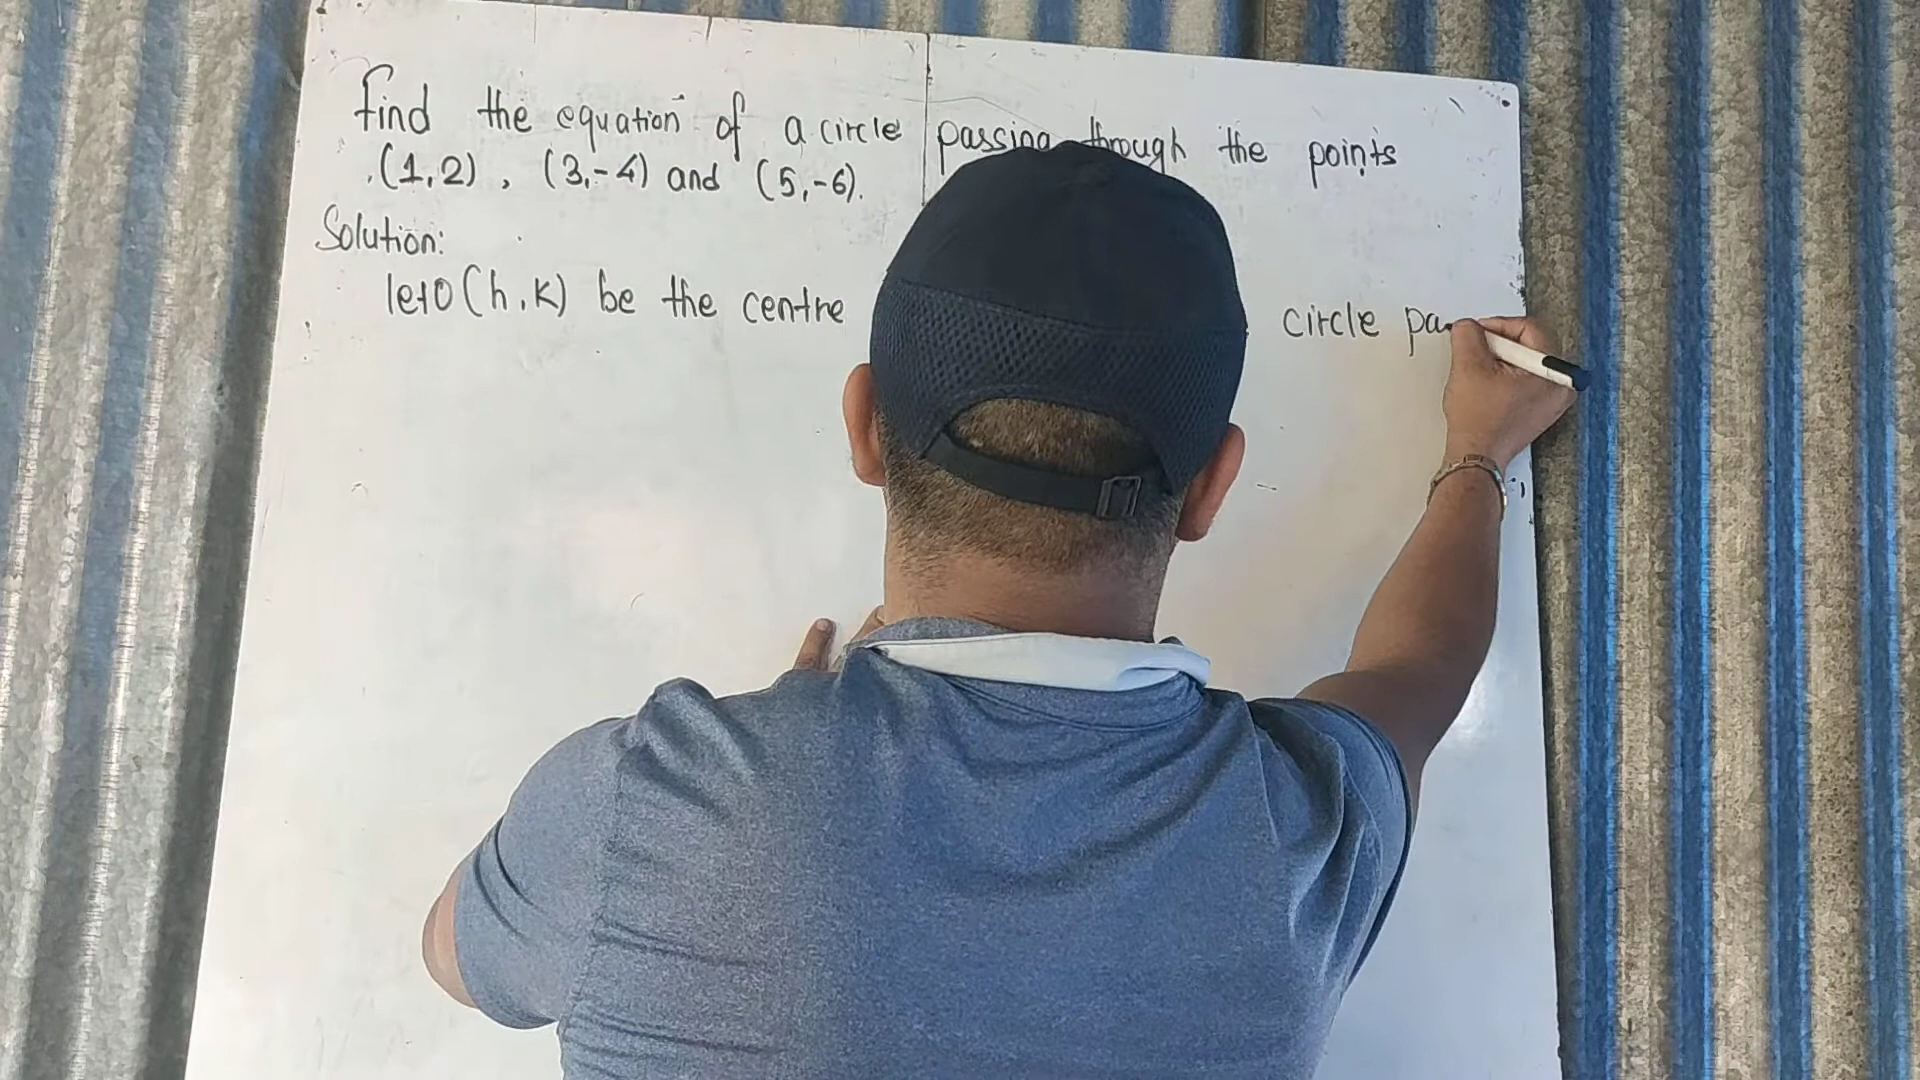 find the equation of a circle passing through the points
(1,2), (3,-4) and (5,-6).
Solution:
let O(h,k) be the centre circle pa